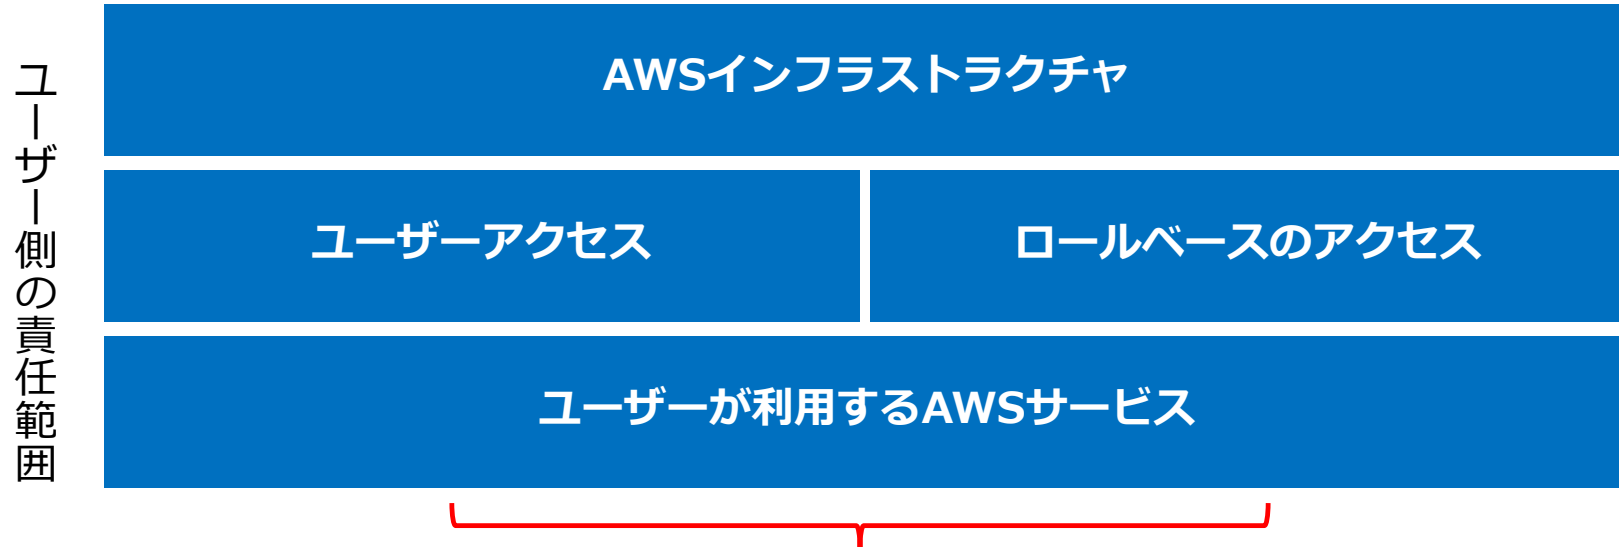 ユーザー側の責任範囲
AWSインフラストラクチャ
ユーザーアクセス
ロールベースのアクセス
ユーザーが利用するAWSサービス